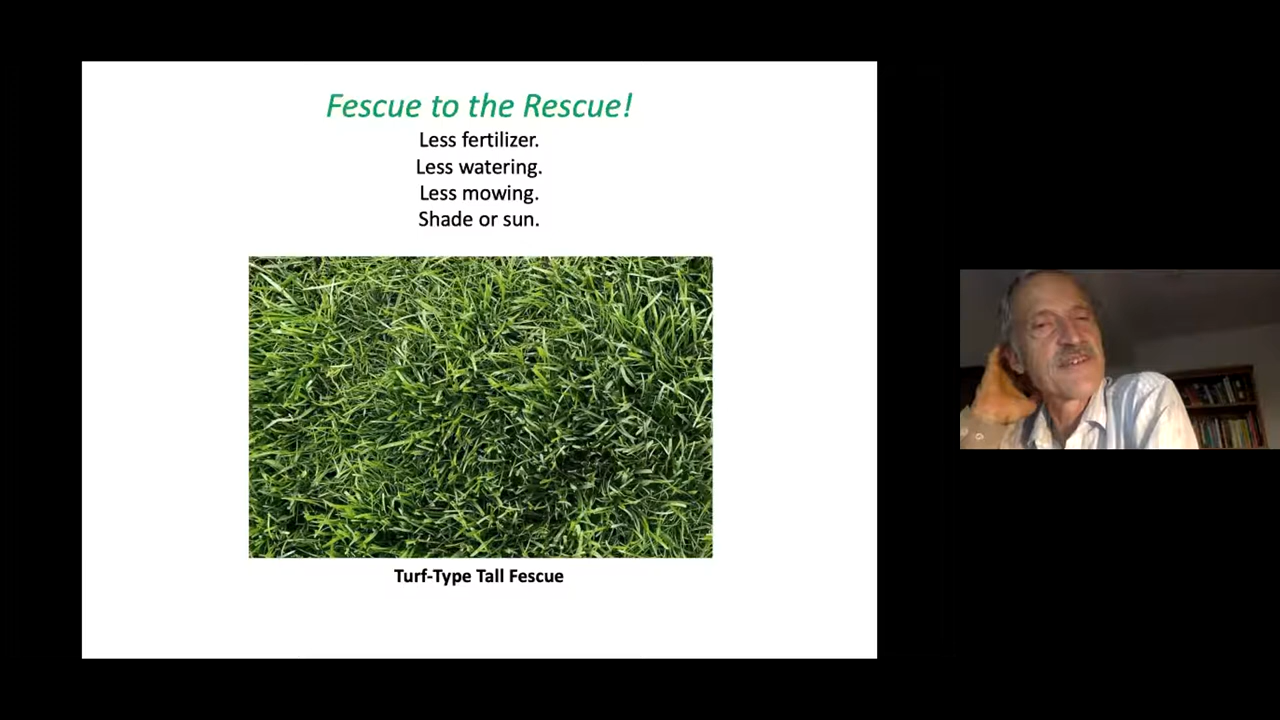 Fescue to the Rescue!
Less fertilizer.
Less watering.
Less mowing.
Shade or sun.
Turf-Type Tall Fescue